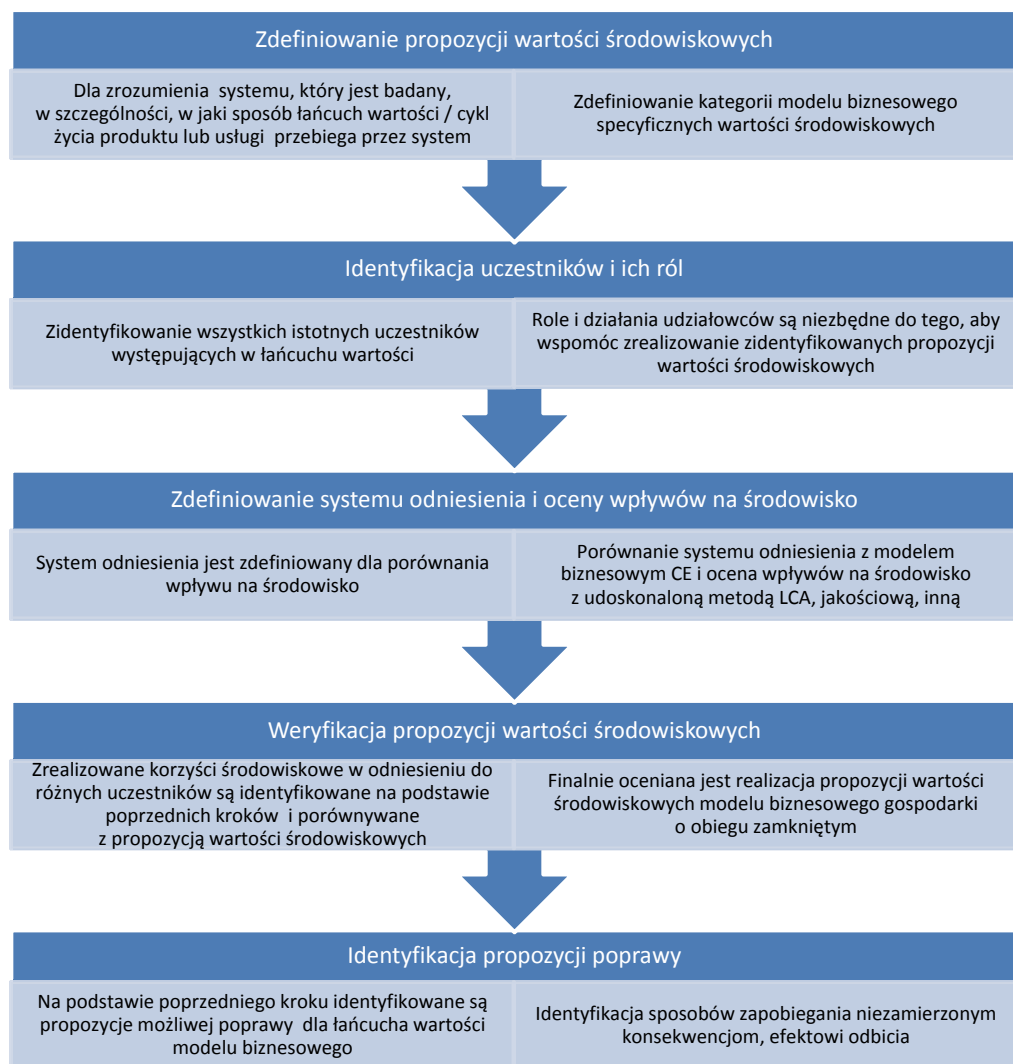 Zdefiniowanie propozycji wartości środowiskowych
Dla zrozumienia systemu, który jest badany,
w szczególności, w jaki sposób łańcuch wartości / cykl
życia produktu lub usługi przebiega przez system
Zdefiniowanie kategorii modelu biznesowego
specyficznych wartości środowiskowych
Identyfikacja uczestników i ich ról
Zidentyfikowanie wszystkich istotnych uczestników
występujących w łańcuchu wartości
Role i działania udziałowców są niezbędne do tego, aby
wspomóc zrealizowanie zidentyfikowanych propozycji
wartości środowiskowych
Zdefiniowanie systemu odniesienia i oceny wpływów na środowisko
System odniesienia jest zdefiniowany dla porównania
wpływu na środowisko
Porównanie systemu odniesienia z modelem
biznesowym CE i ocena wpływów na środowisko
z udoskonaloną metodą LCA, jakościową, inną
Weryfikacja propozycji wartości środowiskowych
Zrealizowane korzyści środowiskowe w odniesieniu do
różnych uczestników są identyfikowane na podstawie
poprzednich kroków i porównywane
z propozycją wartości środowiskowych
Finalnie oceniana jest realizacja propozycji wartości
środowiskowych modelu biznesowego gospodarki
o obiegu zamkniętym
Identyfikacja propozycji poprawy
Na podstawie poprzedniego kroku identyfikowane są
propozycje możliwej poprawy dla łańcucha wartości
modelu biznesowego
Identyfikacja sposobów zapobiegania niezamierzonym
konsekwencjom, efektowi odbicia